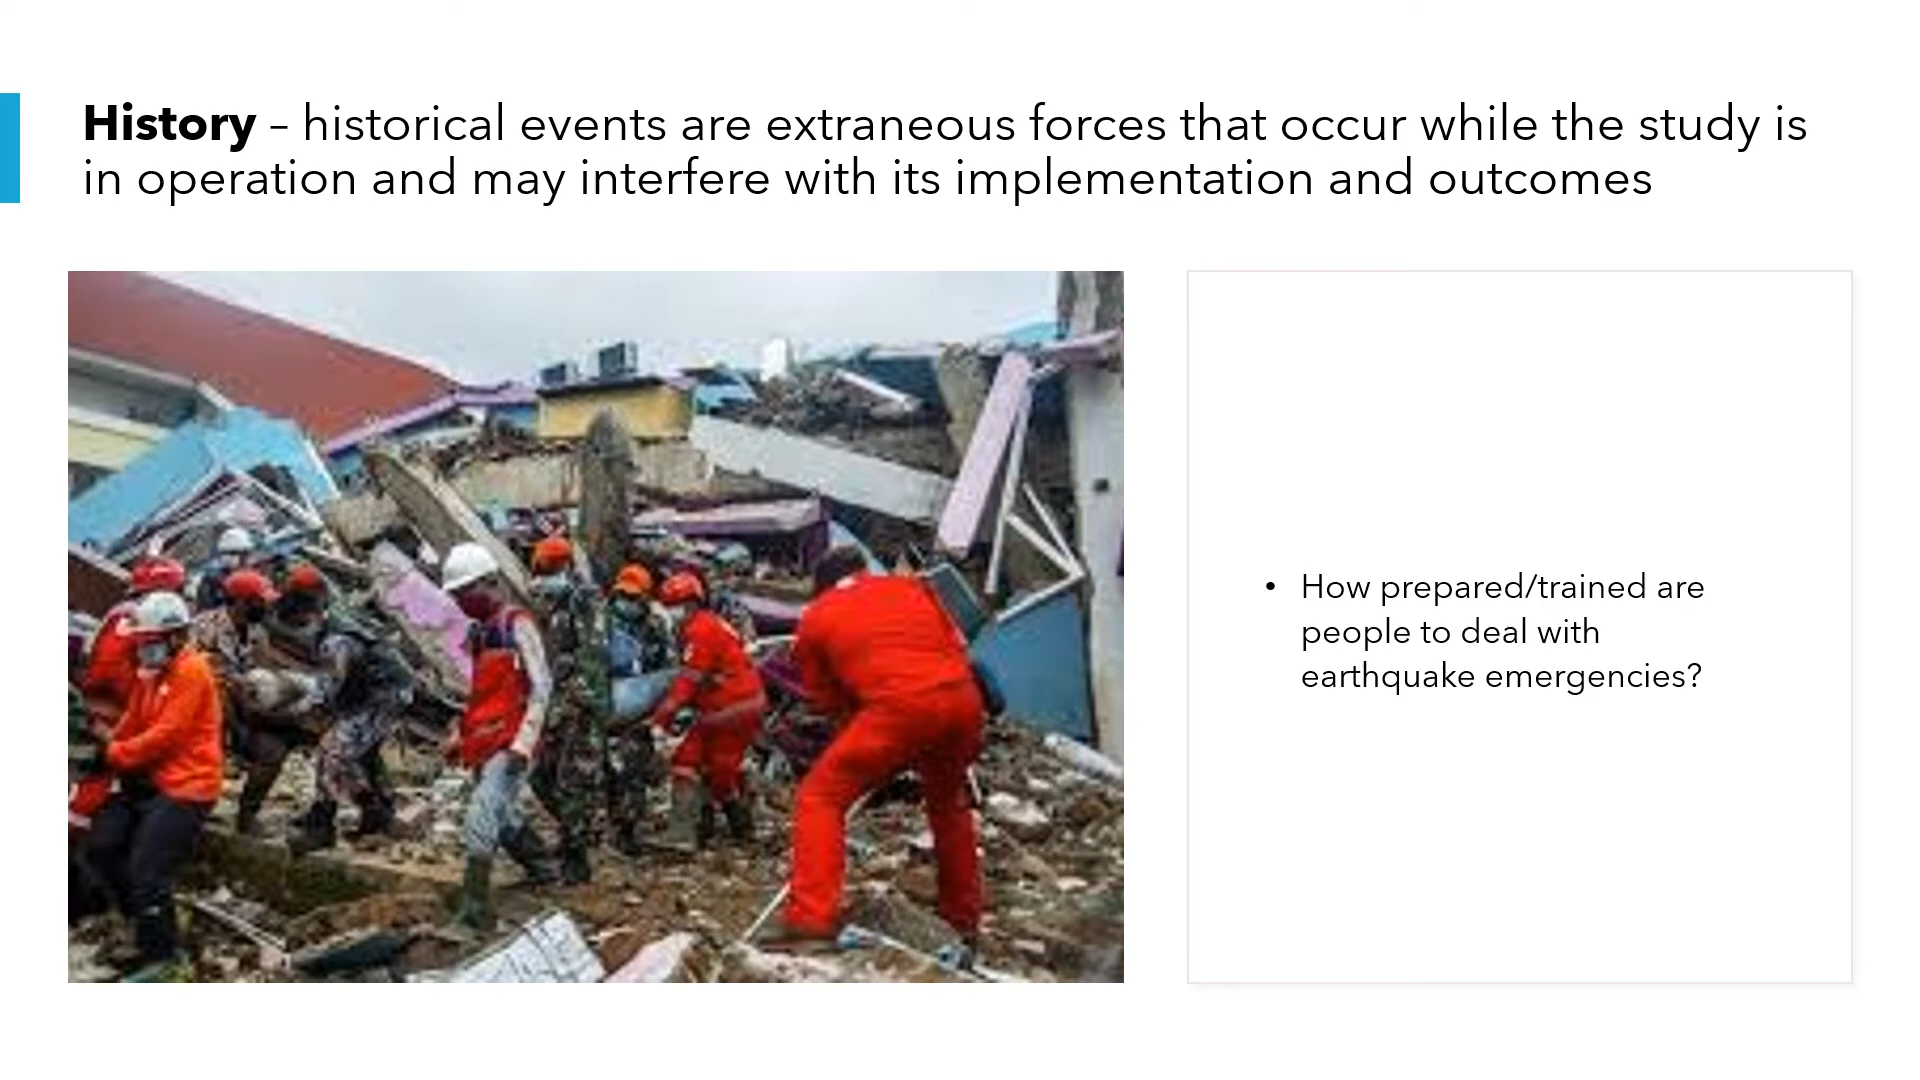 History – historical events are extraneous forces that occur while the study is
in operation and may interfere with its implementation and outcomes
• How prepared/trained are
people to deal with
earthquake emergencies?